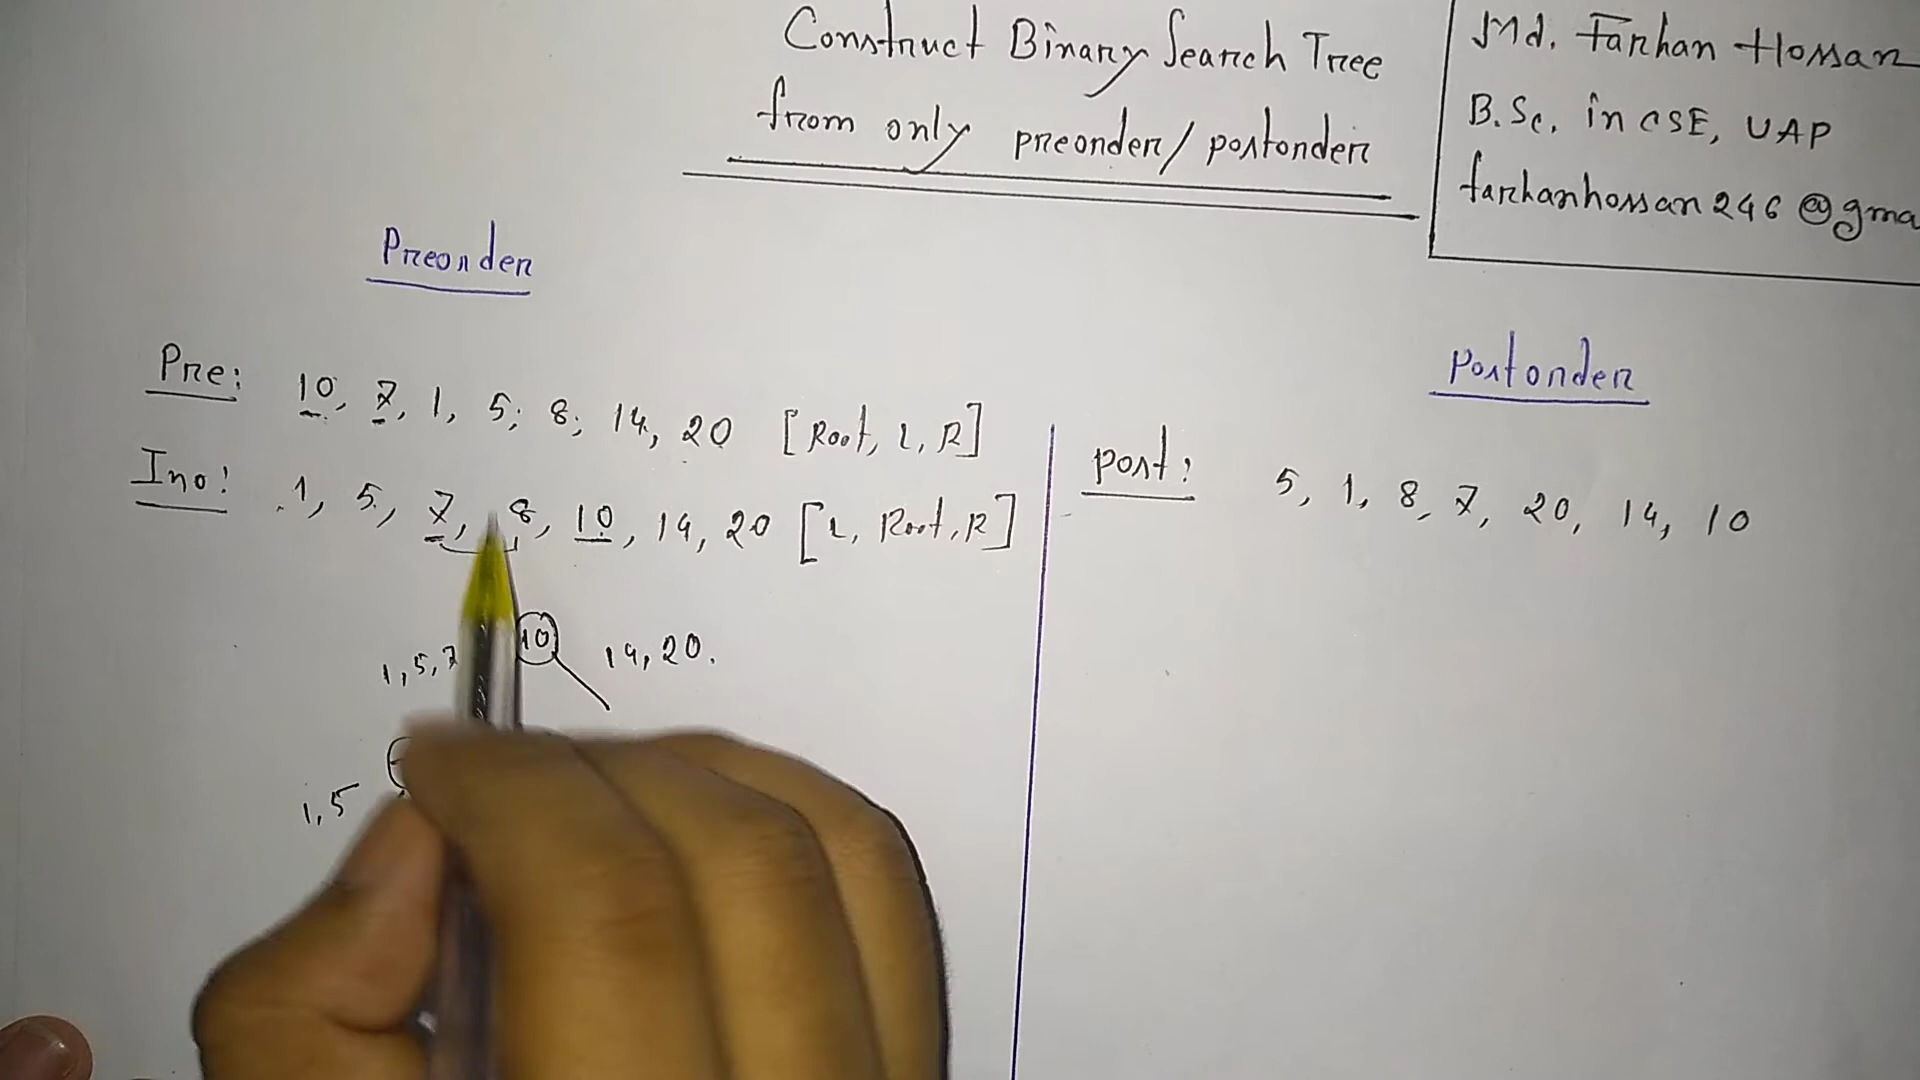 Construct Binary Search Tree
from only preorder/postorder
Md. Farhan Hossan
B.Sc. in CSE, UAP
farhanhossan246@gma
Preorder
Pre: 10, 7, 1, 5, 8, 14, 20 [Root, L, R]
Ino: 1, 5, 7, 8, 10, 14, 20 [L, Root, R]
1, 5, 7
10
14, 20.
1, 5
Postorder
post: 5, 1, 8, 7, 20, 14, 10